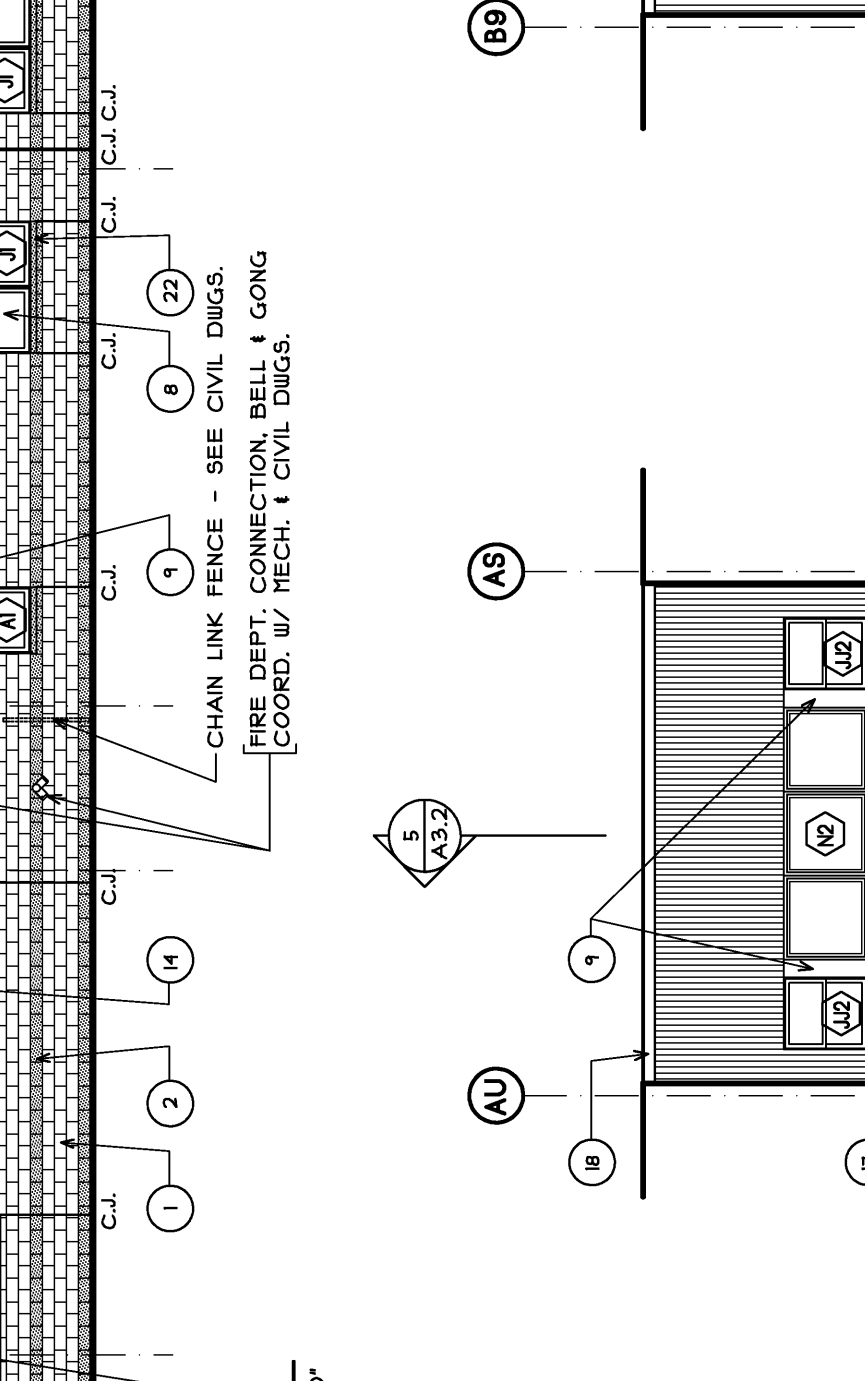 J1
J1
A1
C.J.
C.J.
C.J.
C.J.
C.J.
C.J.
C.J.
1
2
14
9
8
22
CHAIN LINK FENCE - SEE CIVIL DWGS.
FIRE DEPT. CONNECTION, BELL & GONG
COORD. W/ MECH. & CIVIL DWGS.
5
A3.2
AU
AS
B9
18
9
JJ2
N2
JJ2